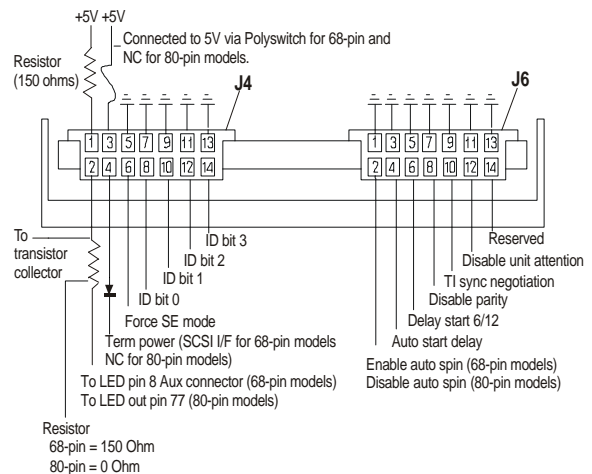 +5V +5V
Connected to 5V via Polyswitch for 68-pin and
NC for 80-pin models.
Resistor
(150 ohms)
J4
J6
1 3 5 7 9 11 13
2 4 6 8 10 12 14
1 3 5 7 9 11 13
2 4 6 8 10 12 14
To
transistor
collector
ID bit 3
ID bit 2
ID bit 1
ID bit 0
Force SE mode
Term power (SCSI I/F for 68-pin models
NC for 80-pin models)
To LED pin 8 Aux connector (68-pin models)
To LED out pin 77 (80-pin models)
Resistor
68-pin = 150 Ohm
80-pin = 0 Ohm
Reserved
Disable unit attention
TI sync negotiation
Disable parity
Delay start 6/12
Auto start delay
Enable auto spin (68-pin models)
Disable auto spin (80-pin models)